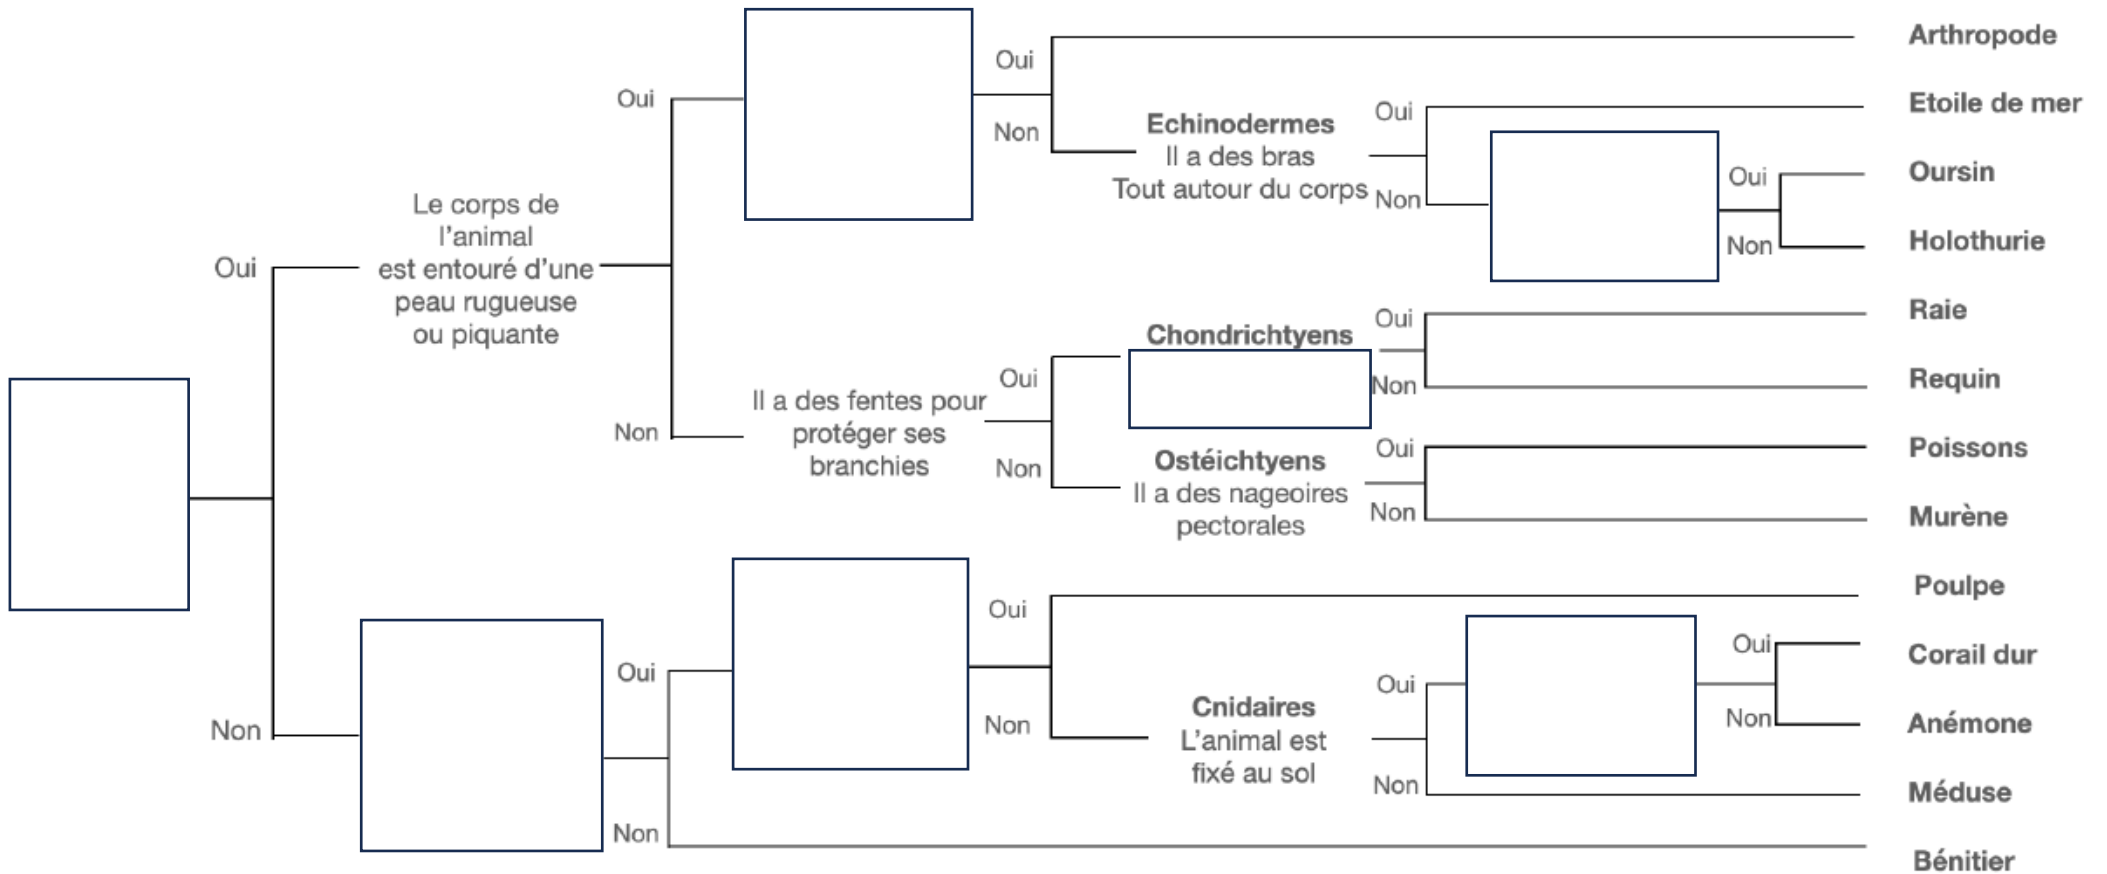 Oui
Non
Le corps de
l'animal
est entouré d'une
peau rugueuse
ou piquante
Oui
Non
Oui
Non
Arthropode
Echinodermes
Il a des bras
Tout autour du corps
Oui
Non
Etoile de mer
Oui
Non
Oursin
Holothurie
Il a des fentes pour
protéger ses
branchies
Oui
Non
Chondrichtyens
Oui
Non
Raie
Requin
Ostéichtyens
Il a des nageoires
pectorales
Oui
Non
Poissons
Murène
Oui
Non
Oui
Non
Poulpe
Cnidaires
L'animal est
fixé au sol
Oui
Non
Oui
Non
Corail dur
Anémone
Méduse
Bénitier